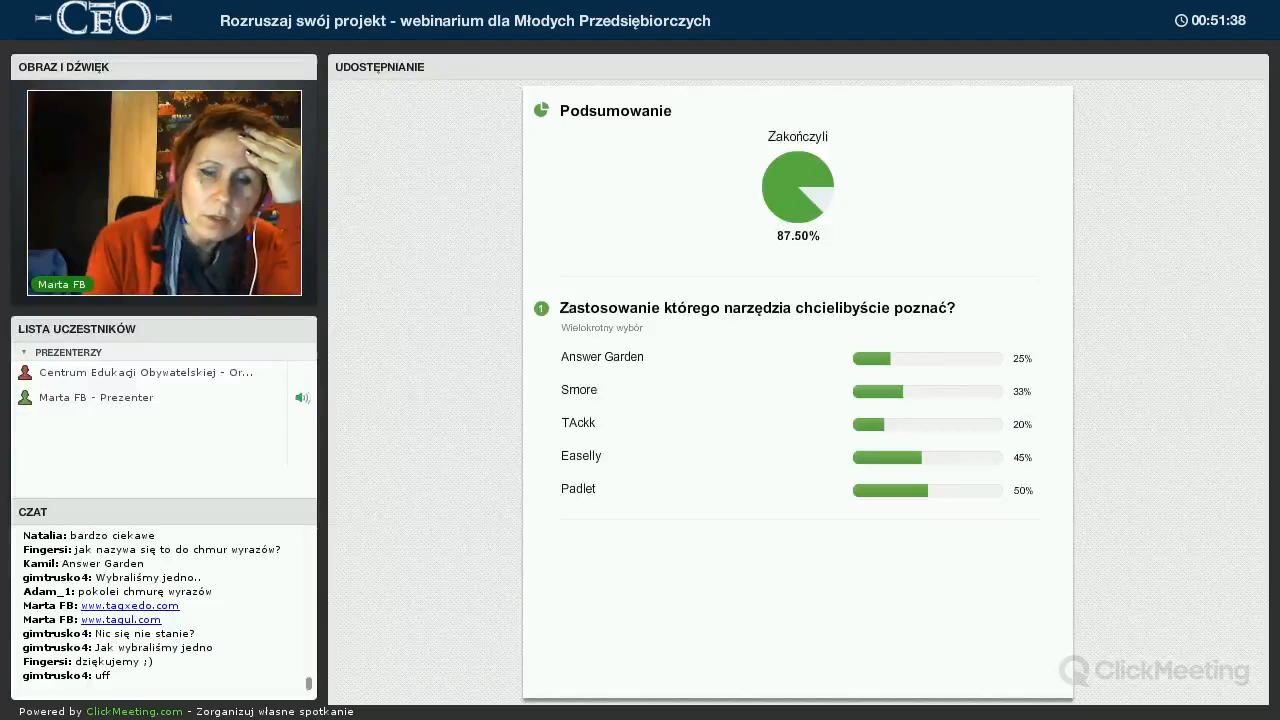 CEO
Rozruszaj swój projekt - webinarium dla Młodych Przedsiębiorczych
00:51:38
OBRAZ I DŹWIĘK
Marta FB
LISTA UCZESTNIKÓW
PREZENTERZY
Centrum Edukacji Obywatelskiej - Or...
Marta FB - Prezenter
CZAT
Natalia: bardzo ciekawe
Fingersi: jak nazywa się to do chmur wyrazów?
Kamil: Answer Garden
gimtrusko4: Wybraliśmy jedno..
Adam_1: pokolei chmurę wyrazów
Marta FB: www.tagxedo.com
Marta FB: www.tagul.com
gimtrusko4: Nic się nie stanie?
gimtrusko4: Jak wybraliśmy jedno
Fingersi: dziękujemy ;)
gimtrusko4: uff
UDOSTĘPNIANIE
Podsumowanie
Zakończyli
87.50%
1 Zastosowanie którego narzędzia chcielibyście poznać?
Wielokrotny wybór
Answer Garden 25%
Smore 33%
TAckk 20%
Easelly 45%
Padlet 50%
ClickMeeting
Powered by ClickMeeting.com - Zorganizuj własne spotkanie